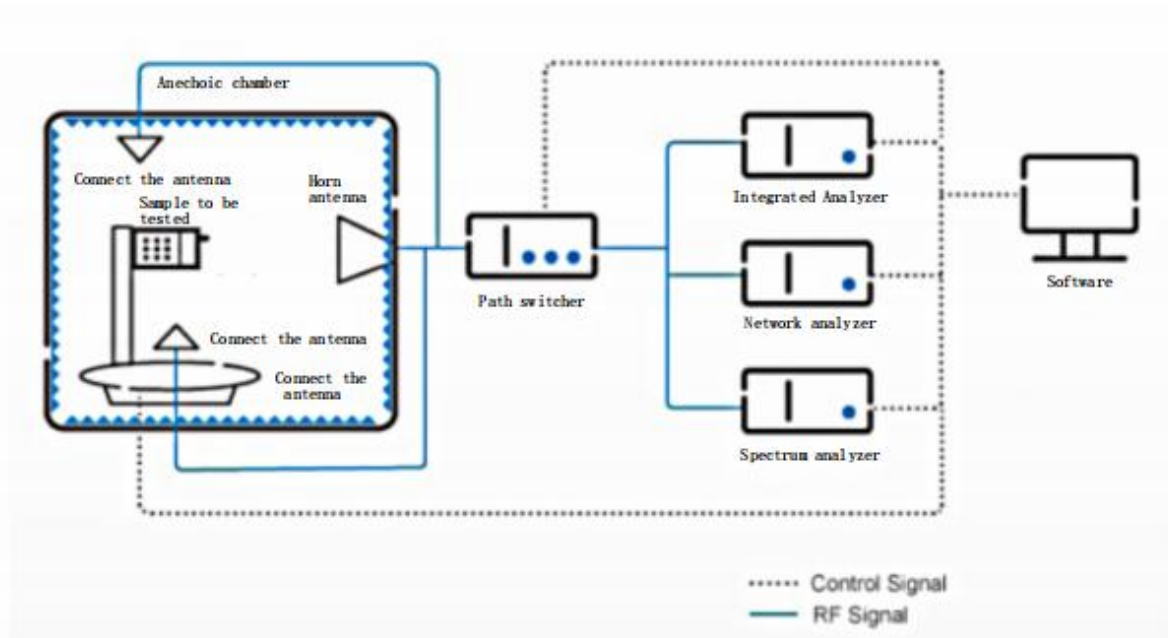 Anechoic chamber
Connect the antenna
Sample to be
tested
Horn
antenna
Connect the antenna
Connect the
antenna
Path switcher
Integrated Analyzer
Network analyzer
Spectrum analyzer
Software
Control Signal
RF Signal